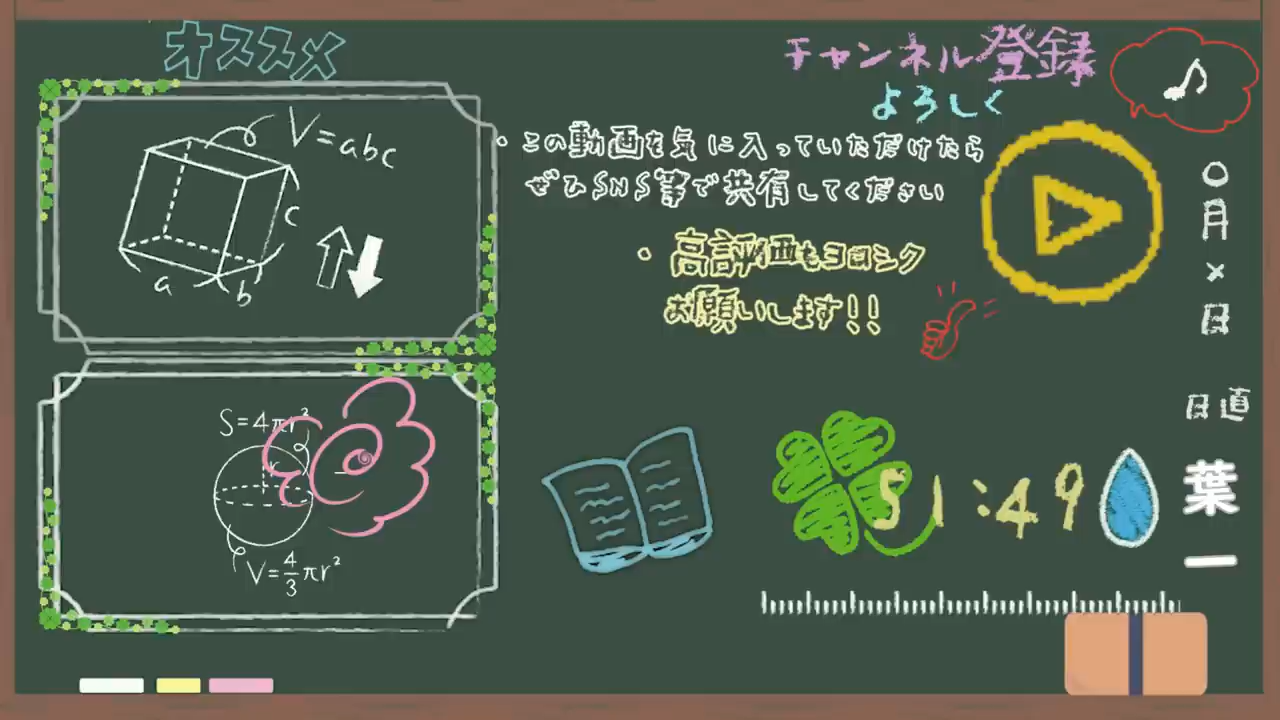 オススメ
V=abc
c
a
b
S=4πr²
r
V=4/3πr²
チャンネル登録
よろしく
・この動画を気に入っていただけたら
ぜひSNS等で共有してください
・高評価もヨロシク
お願いします!!
51:49
〇月×日
日直
葉一